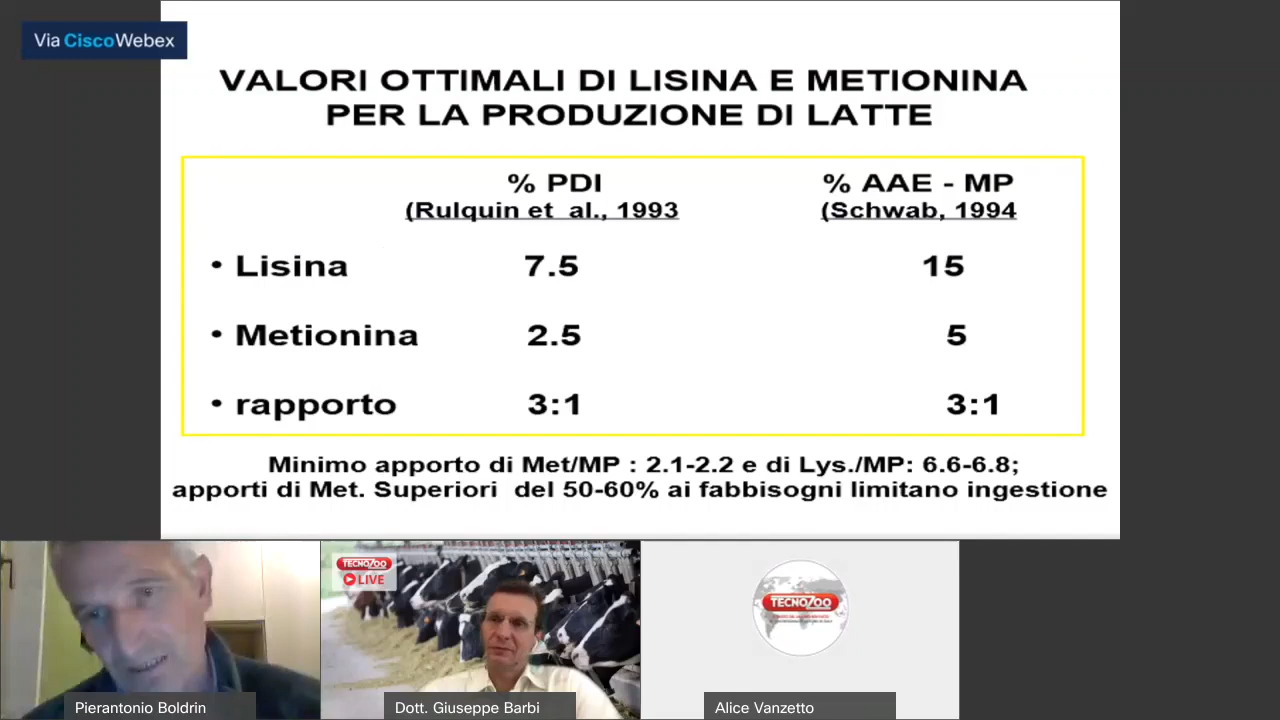 Via CiscoWebex
VALORI OTTIMALI DI LISINA E METIONINA
PER LA PRODUZIONE DI LATTE
% PDI % AAE - MP
(Rulquin et al., 1993 (Schwab, 1994
• Lisina 7.5 15
• Metionina 2.5 5
• rapporto 3:1 3:1
Minimo apporto di Met/MP : 2.1-2.2 e di Lys./MP: 6.6-6.8;
apporti di Met. Superiori del 50-60% ai fabbisogni limitano ingestione
TECNOZOO
LIVE
TECNOZOO
Pierantonio Boldrin
Dott. Giuseppe Barbi
Alice Vanzetto